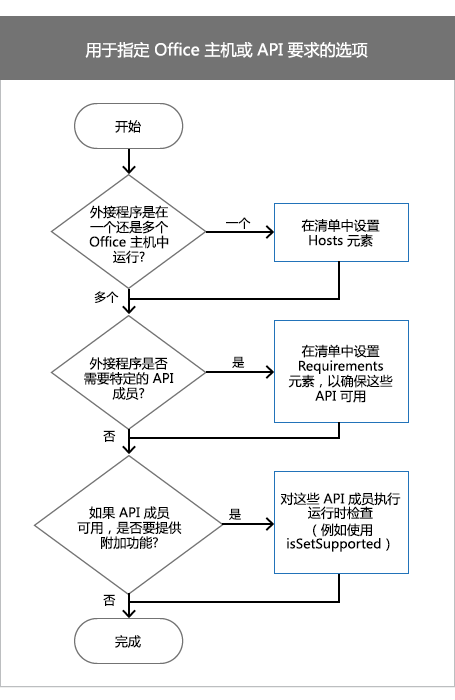 用于指定 Office 主机或 API 要求的选项
开始
外接程序是在
一个还是多个
Office 主机中
运行?
一个
在清单中设置
Hosts 元素
多个
外接程序是否
需要特定的 API
成员?
是
在清单中设置
Requirements
元素，以确保这些
API 可用
否
如果 API 成员
可用，是否要提供
附加功能?
是
对这些 API 成员执行
运行时检查
（例如使用
isSetSupported）
否
完成